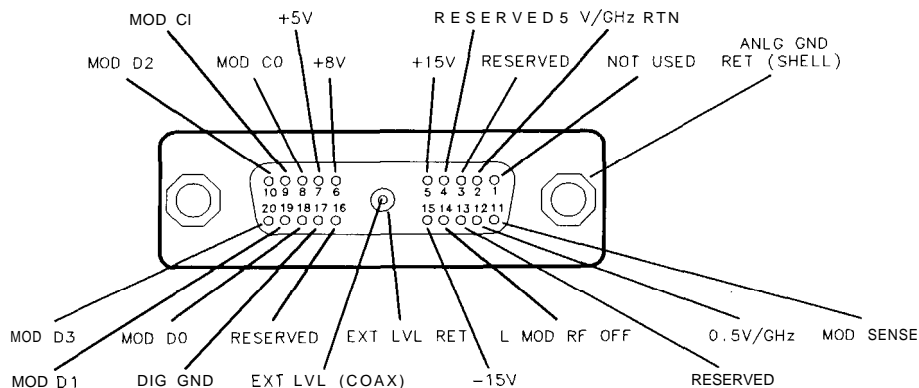 MOD CI +5V RESERVED 5 V/GHz RTN
MOD D2 MOD C0 +8V +15V RESERVED NOT USED ANLG GND
RET (SHELL)
10 9 8 7 6 5 4 3 2 1
20 19 18 17 16 15 14 13 12 11
MOD D3 MOD D0 RESERVED EXT LVL RET L MOD RF OFF 0.5V/GHz MOD SENSE
MOD D1 DIG GND EXT LVL (COAX) -15V RESERVED